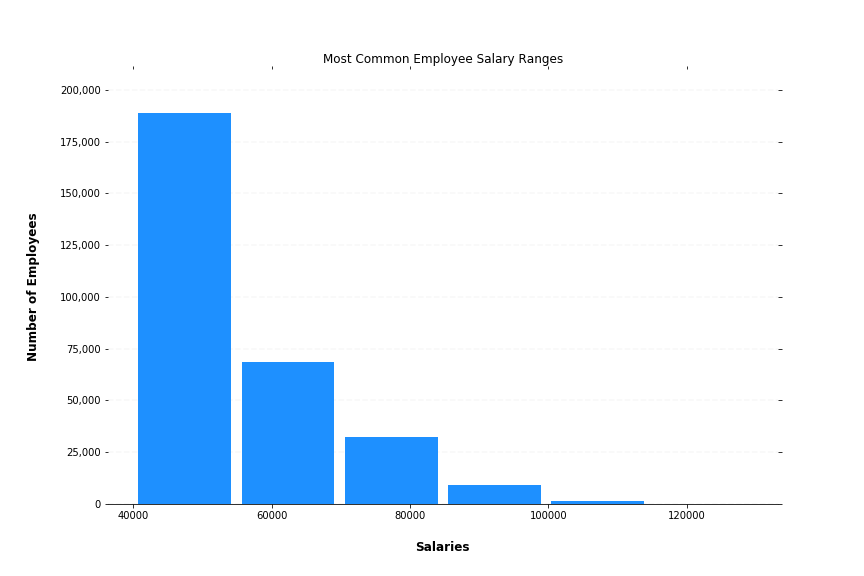 Most Common Employee Salary Ranges
200,000
175,000
150,000
125,000
100,000
75,000
50,000
25,000
0
Number of Employees
40000 60000 80000 100000 120000
Salaries